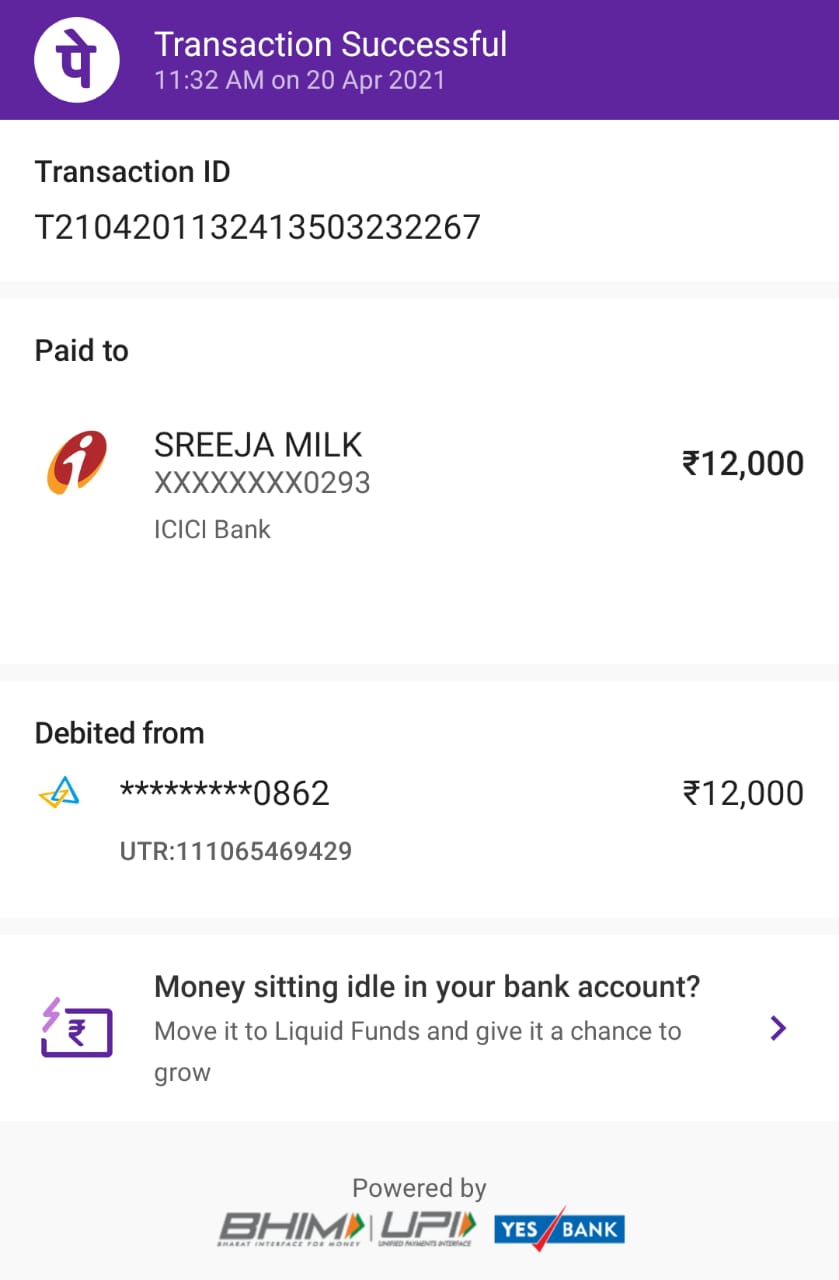 पे
Transaction Successful
11:32 AM on 20 Apr 2021
Transaction ID
T2104201132413503232267
Paid to
SREEJA MILK
XXXXXXXX0293
₹12,000
ICICI Bank
Debited from
*********0862
₹12,000
UTR:111065469429
Money sitting idle in your bank account?
Move it to Liquid Funds and give it a chance to
grow
₹
Powered by
BHIM UPI YES BANK
BHARAT INTERFACE FOR MONEY UNIFIED PAYMENTS INTERFACE